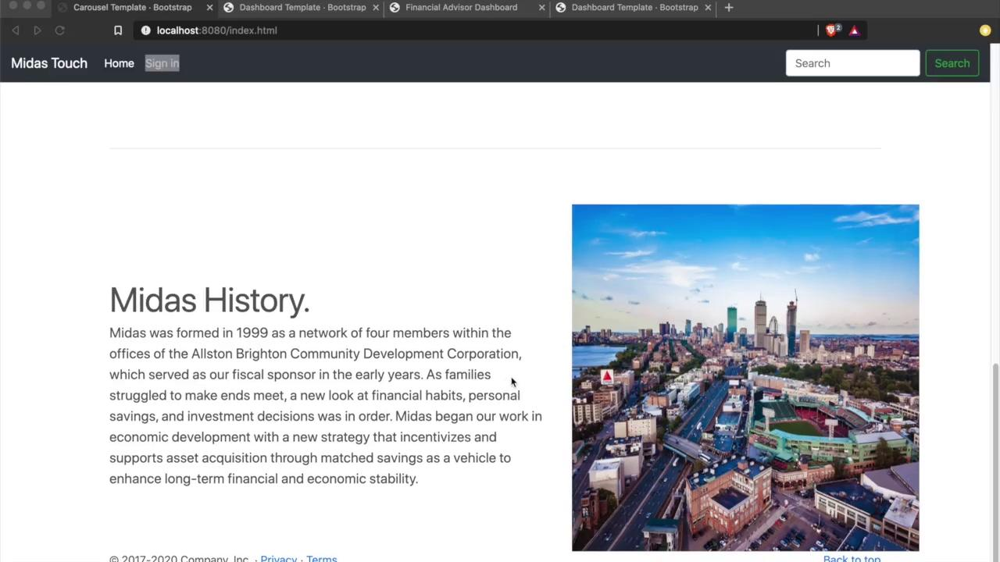 Carousel Template · Bootstrap
Dashboard Template · Bootstrap
Financial Advisor Dashboard
Dashboard Template · Bootstrap
localhost:8080/index.html
2
Midas Touch
Home
Sign in
Search
Search
Midas History.
Midas was formed in 1999 as a network of four members within the
offices of the Allston Brighton Community Development Corporation,
which served as our fiscal sponsor in the early years. As families
struggled to make ends meet, a new look at financial habits, personal
savings, and investment decisions was in order. Midas began our work in
economic development with a new strategy that incentivizes and
supports asset acquisition through matched savings as a vehicle to
enhance long-term financial and economic stability.
© 2017-2020 Company, Inc. · Privacy · Terms
Back to top